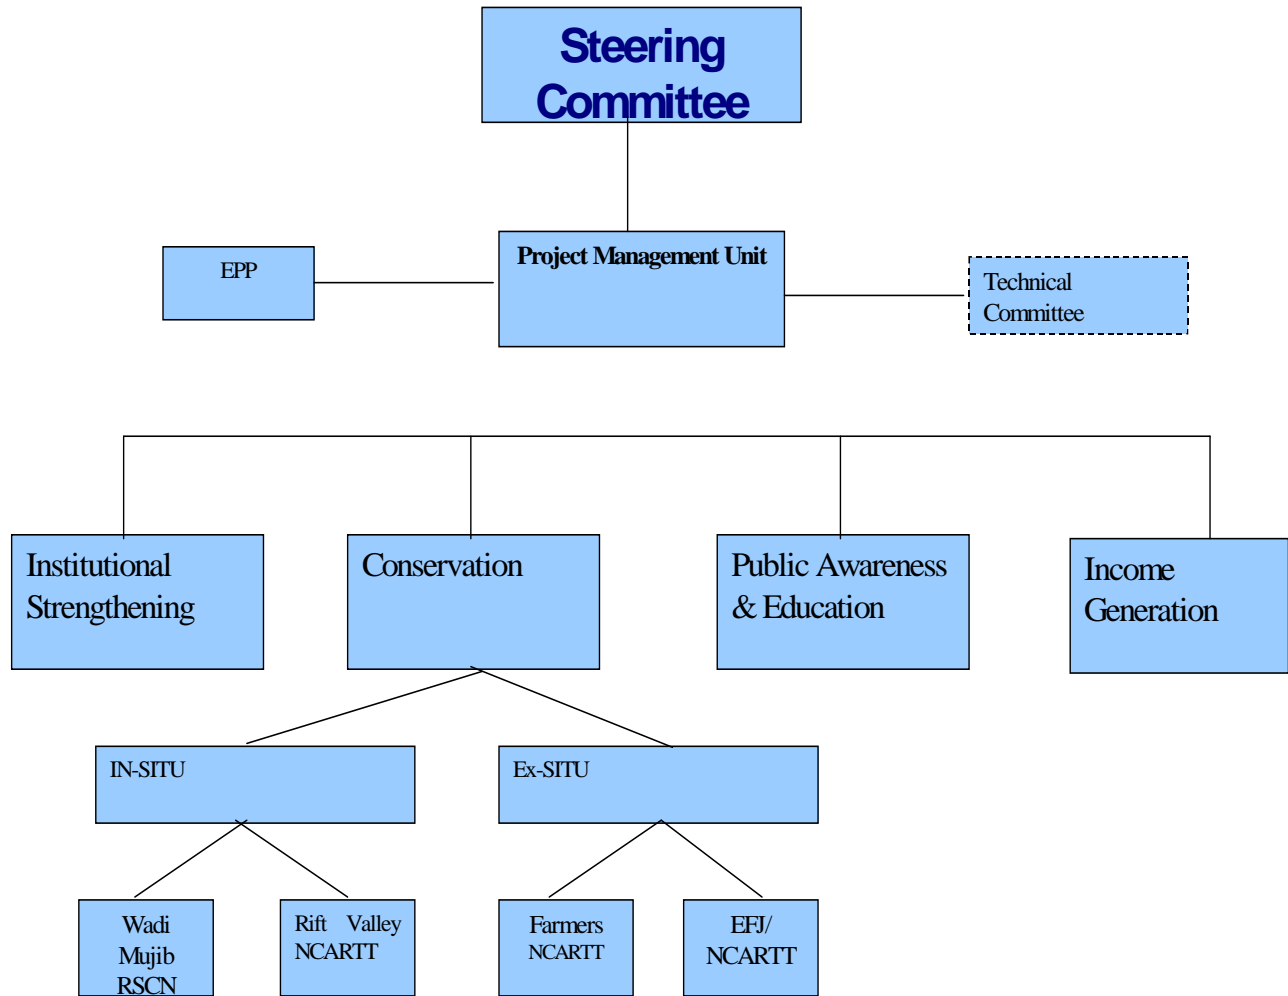 Steering
Committee
EPP
Project Management Unit
Technical
Committee
Institutional
Strengthening
Conservation
Public Awareness
& Education
Income
Generation
IN-SITU
Ex-SITU
Wadi
Mujib
RSCN
Rift Valley
NCARTT
Farmers
NCARTT
EFJ/
NCARTT